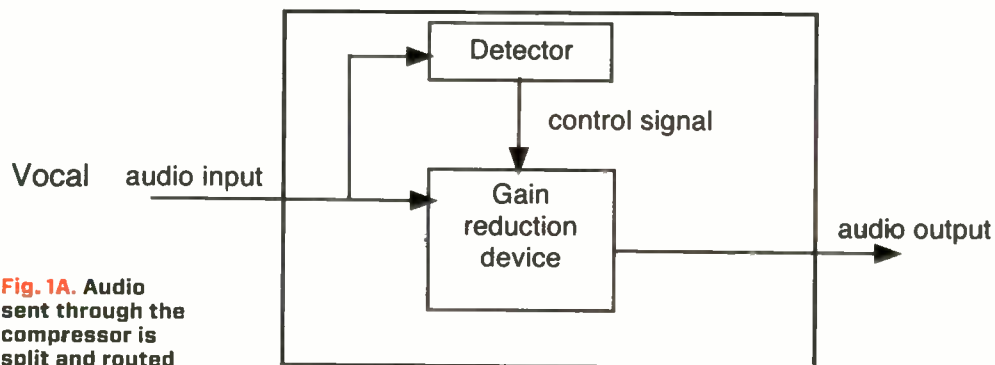 Detector
control signal
Vocal audio input
Gain
reduction
device
audio output
Fig. 1A. Audio
sent through the
compressor is
split and routed